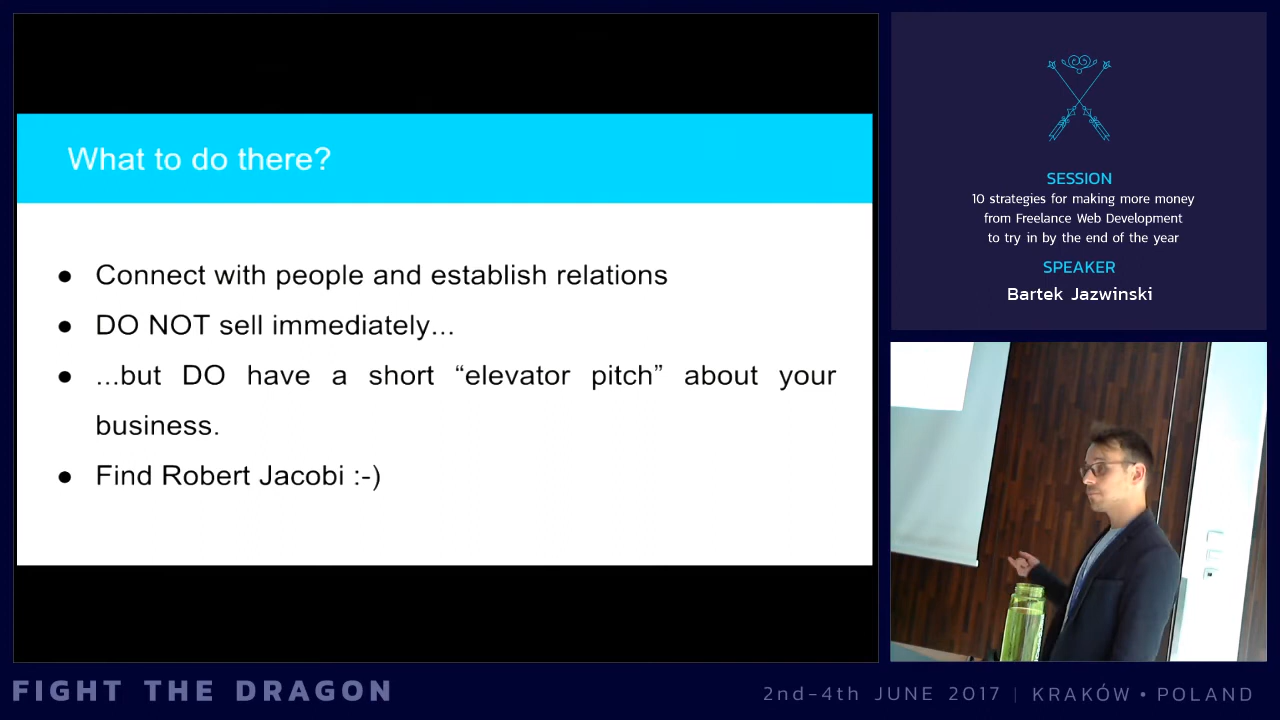 What to do there?
● Connect with people and establish relations
● DO NOT sell immediately...
● ...but DO have a short “elevator pitch” about your
business.
● Find Robert Jacobi :-)
SESSION
10 strategies for making more money
from Freelance Web Development
to try in by the end of the year
SPEAKER
Bartek Jazwinski
FIGHT THE DRAGON
2nd-4th JUNE 2017 | KRAKÓW • POLAND